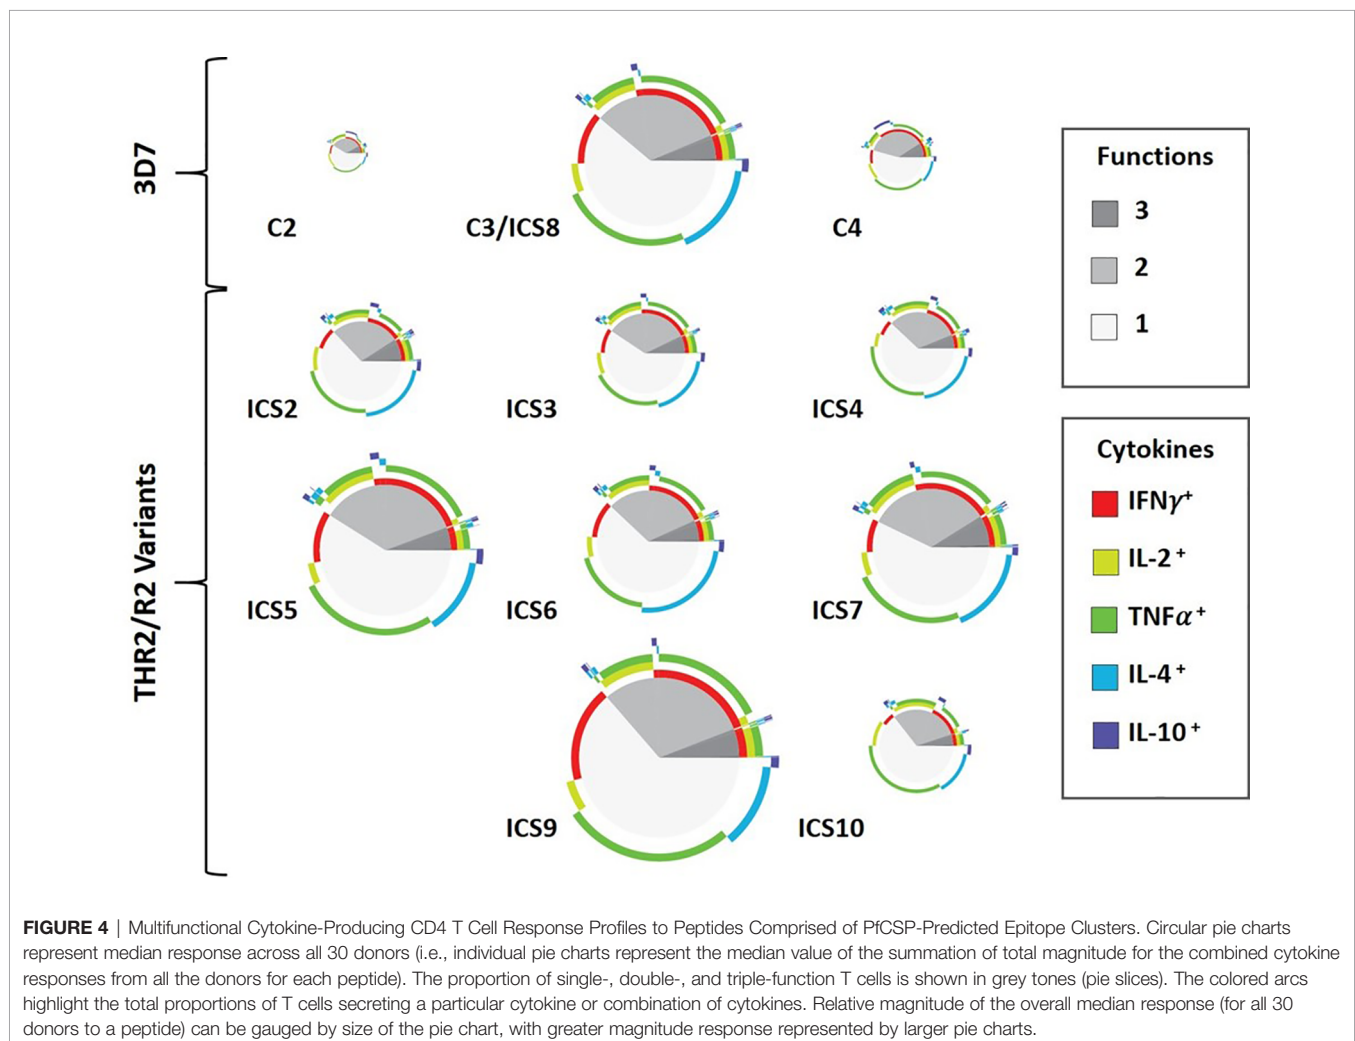 3D7
C2
C3/ICS8
C4
Functions
3
2
1
THR2/R2 Variants
ICS2
ICS3
ICS4
ICS5
ICS6
ICS7
ICS9
ICS10
Cytokines
IFNγ+
IL-2 +
TNFα +
IL-4 +
IL-10 +
FIGURE 4 | Multifunctional Cytokine-Producing CD4 T Cell Response Profiles to Peptides Comprised of PfCSP-Predicted Epitope Clusters. Circular pie charts
represent median response across all 30 donors (i.e., individual pie charts represent the median value of the summation of total magnitude for the combined cytokine
responses from all the donors for each peptide). The proportion of single-, double-, and triple-function T cells is shown in grey tones (pie slices). The colored arcs
highlight the total proportions of T cells secreting a particular cytokine or combination of cytokines. Relative magnitude of the overall median response (for all 30
donors to a peptide) can be gauged by size of the pie chart, with greater magnitude response represented by larger pie charts.